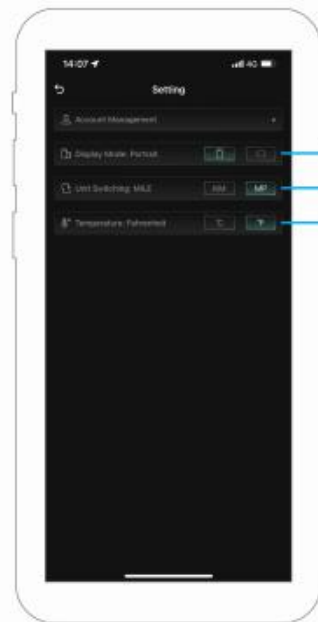 14:07 4G
Setting
Account Management
Display Mode: Portrait
Unit Switching: MILE KM MP
Temperature: Fahrenheit °C °F